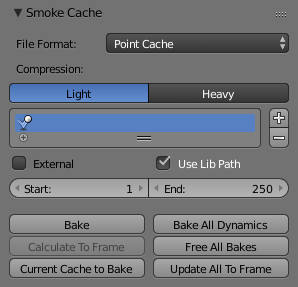 Smoke Cache
File Format: Point Cache
Compression:
Light Heavy
External Use Lib Path
Start: 1 End: 250
Bake Bake All Dynamics
Calculate To Frame Free All Bakes
Current Cache to Bake Update All To Frame